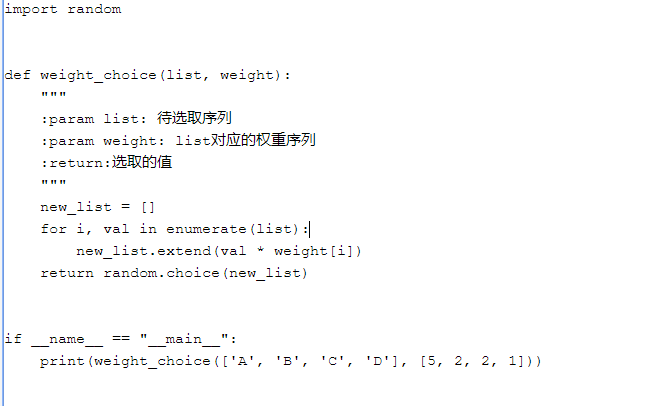 import random
def weight_choice(list, weight):
    """
    :param list: 待选取序列
    :param weight: list对应的权重序列
    :return:选取的值
    """
    new_list = []
    for i, val in enumerate(list):
        new_list.extend(val * weight[i])
    return random.choice(new_list)
if __name__ == "__main__":
    print(weight_choice(['A', 'B', 'C', 'D'], [5, 2, 2, 1]))